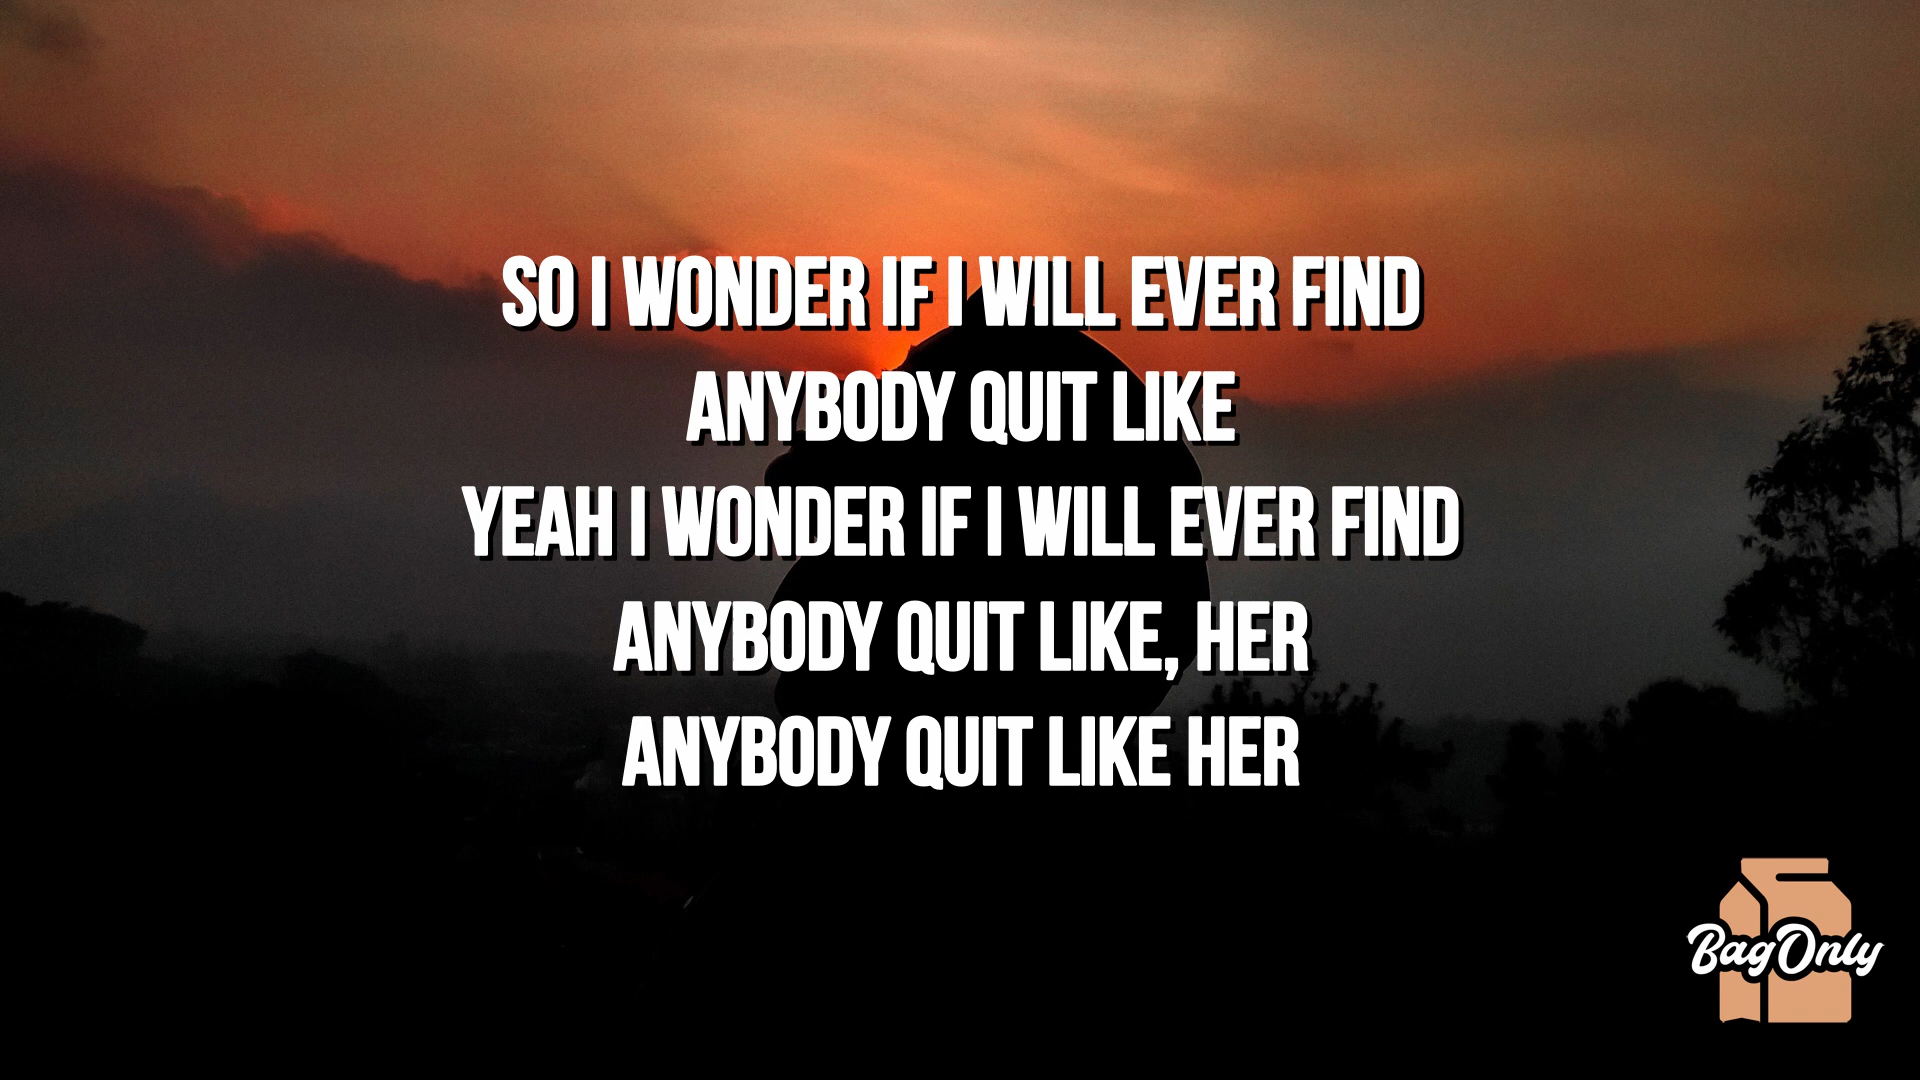 SO I WONDER IF I WILL EVER FIND
ANYBODY QUIT LIKE
YEAH I WONDER IF I WILL EVER FIND
ANYBODY QUIT LIKE, HER
ANYBODY QUIT LIKE HER
BagOnly